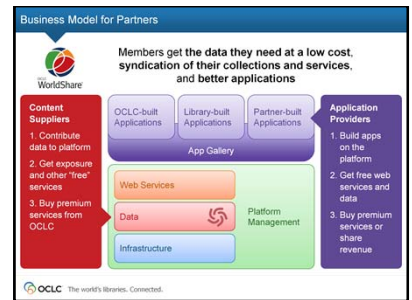 Business Model for Partners
Members get the data they need at a low cost,
syndication of their collections and services,
and better applications
OCLC
WorldShare
Content
Suppliers
1. Contribute
data to platform
2. Get exposure
and other "free"
services
3. Buy premium
services from
OCLC
OCLC-built
Applications
Library-built
Applications
Partner-built
Applications
App Gallery
Web Services
Data
Infrastructure
Platform
Management
Application
Providers
1. Build apps
on the
platform
2. Get free web
services and
data
3. Buy premium
services or
share
revenue
OCLC The world's libraries. Connected.